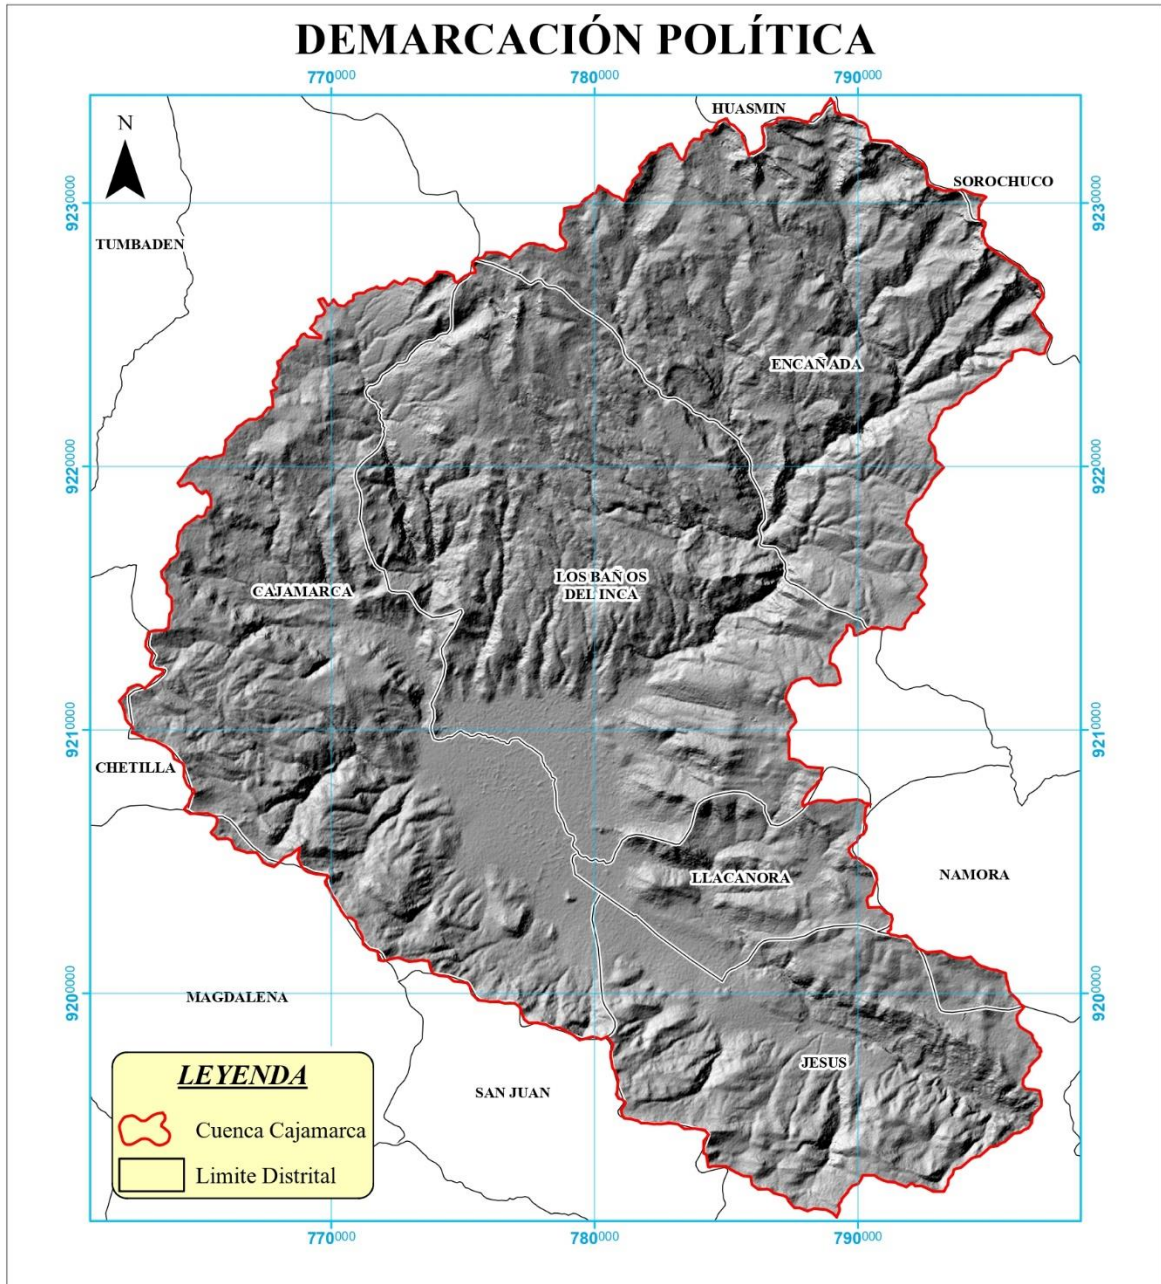 DEMARCACIÓN POLÍTICA
770000
780000
790000
HUASMIN
N
SOROCHUCO
9230000
9230000
TUMBADEN
ENCAÑADA
9220000
9220000
LOS BAÑOS
DEL INCA
CAJAMARCA
9210000
9210000
CHETILLA
LLACANORA
NAMORA
MAGDALENA
9200000
9200000
JESUS
SAN JUAN
LEYENDA
Cuenca Cajamarca
Limite Distrital
770000
780000
790000